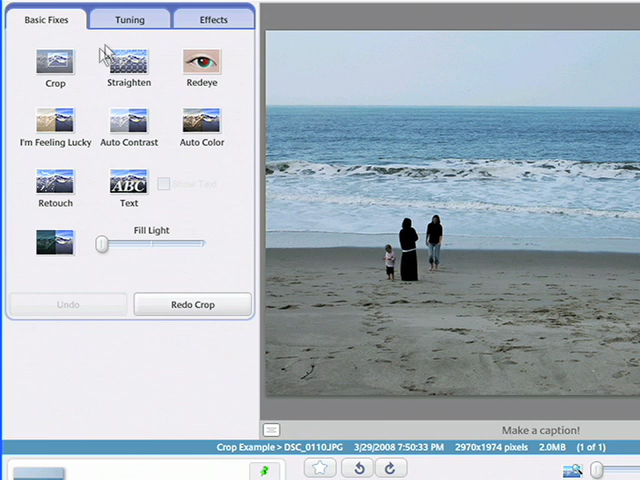 Basic Fixes Tuning Effects
Crop Straighten Redeye
I'm Feeling Lucky Auto Contrast Auto Color
ABC
Show Text
Retouch Text
Fill Light
Undo Redo Crop
Make a caption!
Crop Example > DSC_0110.JPG 3/29/2008 7:50:33 PM 2970x1974 pixels 2.0MB (1 of 1)